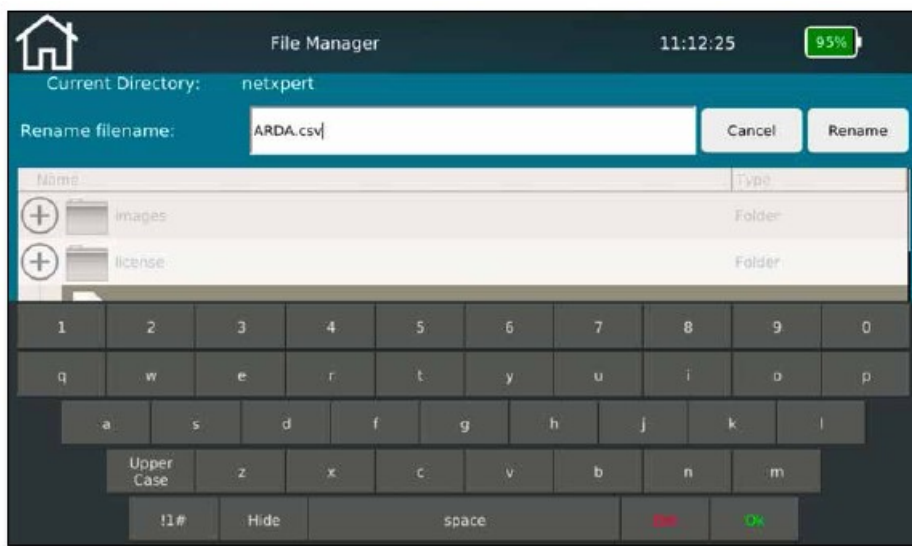 File Manager 11:12:25 95%
Current Directory: netxpert
Rename filename: ARDA.csv Cancel Rename
Name Type
images Folder
license Folder
1 2 3 4 5 6 7 8 9 0
q w e r t y u i o p
a s d f g h j k l
Upper
Case z x c v b n m
!1# Hide space Del Ok